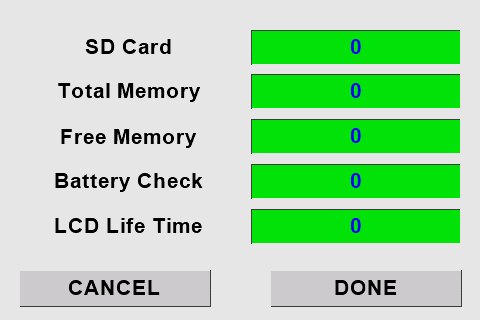 SD Card 0
Total Memory 0
Free Memory 0
Battery Check 0
LCD Life Time 0
CANCEL DONE